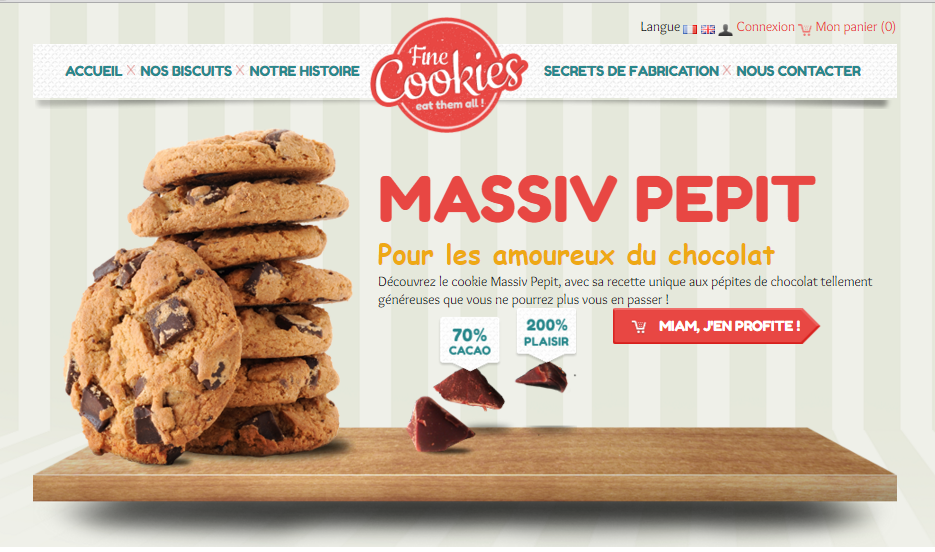 Langue Connexion Mon panier (0)
ACCUEIL X NOS BISCUITS X NOTRE HISTOIRE
Fine
Cookies
eat them all !
SECRETS DE FABRICATION X NOUS CONTACTER
MASSIV PEPIT
Pour les amoureux du chocolat
Découvrez le cookie Massiv Pepit, avec sa recette unique aux pépites de chocolat tellement
généreuses que vous ne pourrez plus vous en passer !
70%
CACAO
200%
PLAISIR
MIAM, J'EN PROFITE !